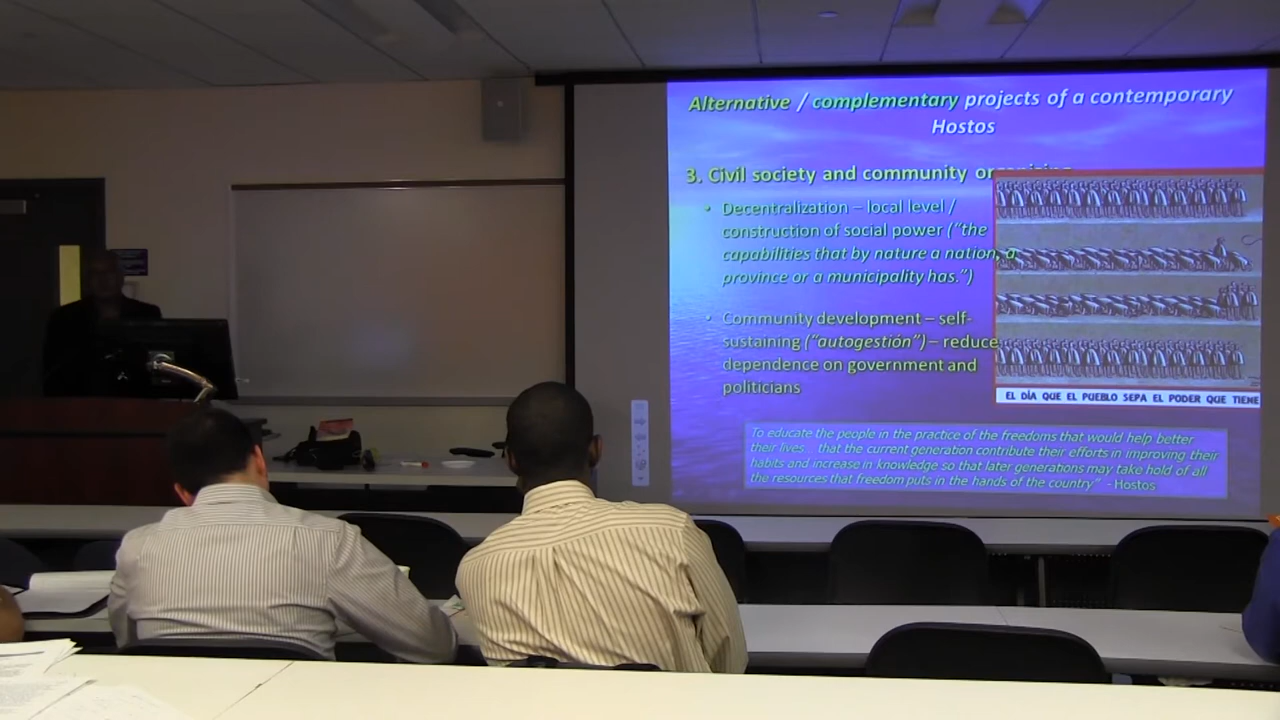 Alternative / complementary projects of a contemporary
Hostos
3. Civil society and community
• Decentralization – local level /
construction of social power ("the
capabilities that by nature a nation, a
province or a municipality has.")
• Community development – self-
sustaining ("autogestión") – reduce
dependence on government and
politicians
EL DÍA QUE EL PUEBLO SEPA EL PODER QUE TIENE
To educate the people in the practice of the freedoms that would help better
their lives... that the current generation contribute their efforts in improving their
habits and increase in knowledge so that later generations may take hold of all
the resources that freedom puts in the hands of the country" - Hostos